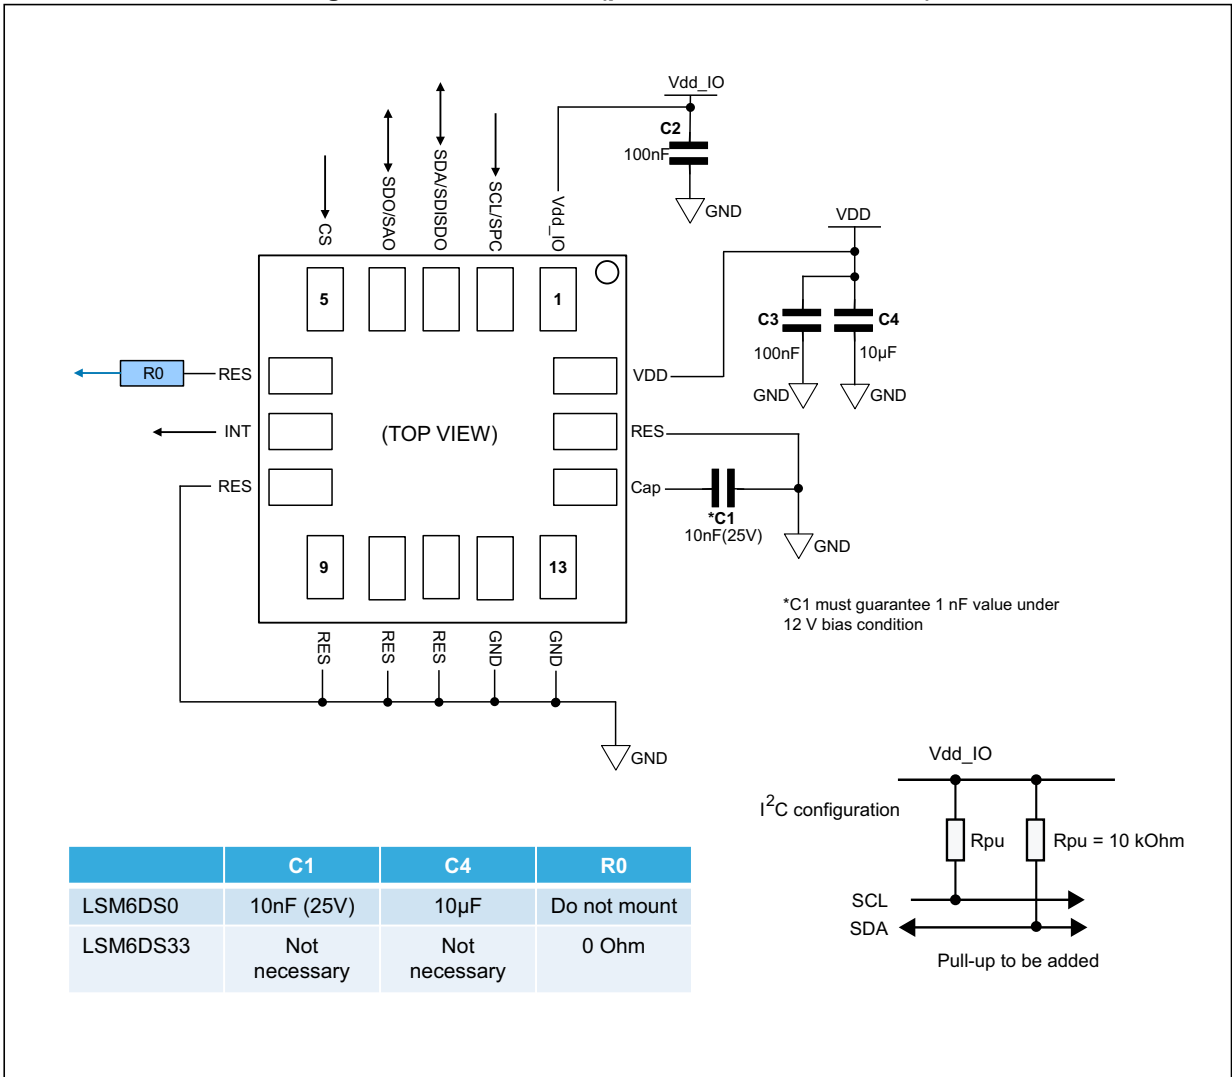 Vdd_IO
C2
100nF
GND
CS
SDO/SAO
SDA/SDISDO
SCL/SPC
Vdd_IO
VDD
C3
C4
100nF
10µF
GND
GND
5
1
R0
RES
VDD
INT
(TOP VIEW)
RES
RES
Cap
*C1
10nF(25V)
GND
9
13
*C1 must guarantee 1 nF value under
12 V bias condition
RES
RES
RES
GND
GND
GND
Vdd_IO
I2C configuration
Rpu
Rpu = 10 kOhm
SCL
SDA
Pull-up to be added
C1 C4 R0
LSM6DS0 10nF (25V) 10µF Do not mount
LSM6DS33 Not necessary Not necessary 0 Ohm